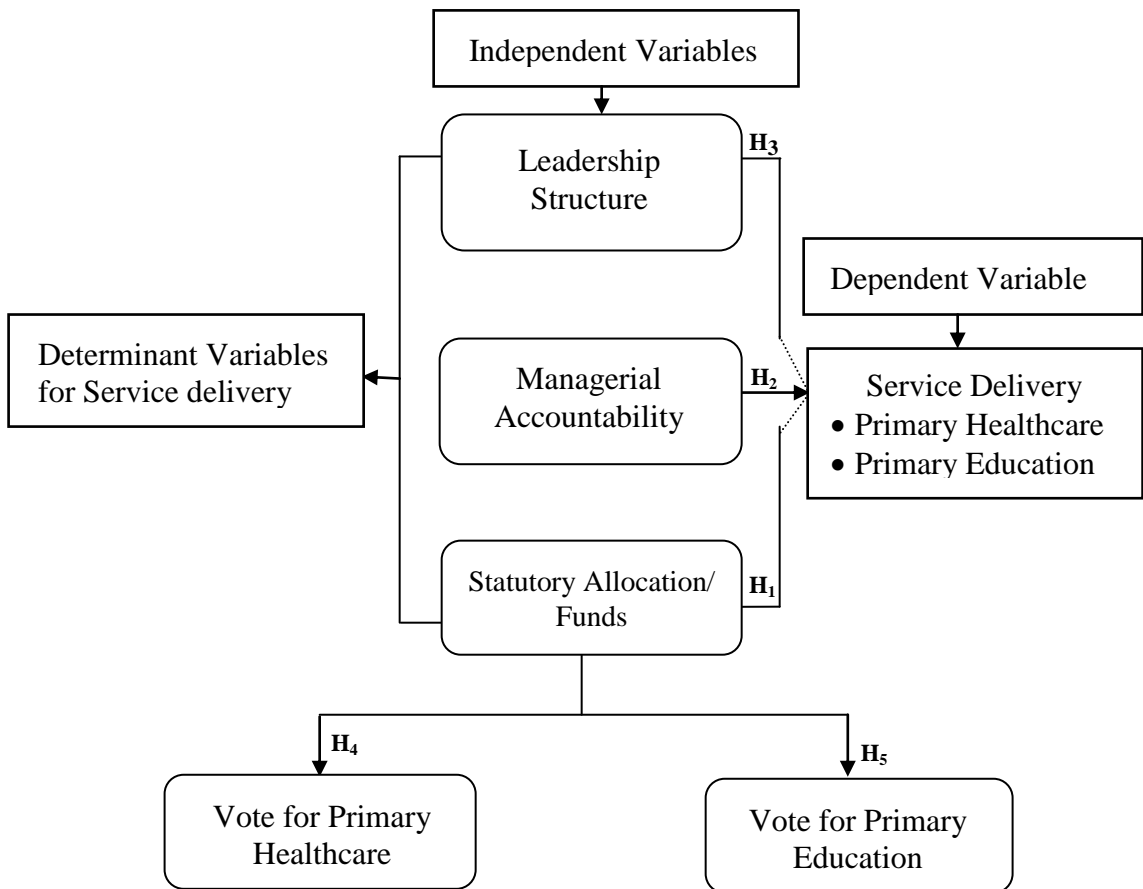 Independent Variables
Leadership
Structure
H₃
Dependent Variable
Determinant Variables
for Service delivery
Managerial
Accountability
H₂
Service Delivery
• Primary Healthcare
• Primary Education
Statutory Allocation/
Funds
H₁
H₄
H₅
Vote for Primary
Healthcare
Vote for Primary
Education